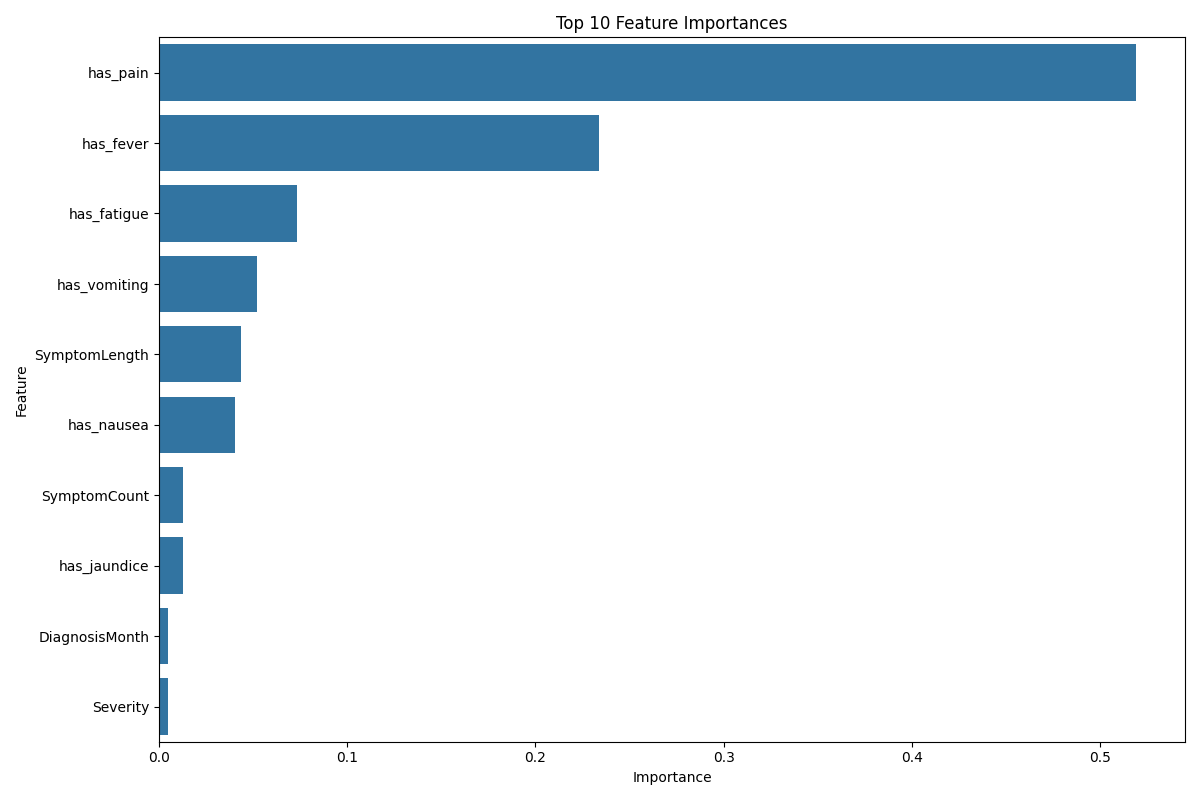 Top 10 Feature Importances
Feature
has_pain
has_fever
has_fatigue
has_vomiting
SymptomLength
has_nausea
SymptomCount
has_jaundice
DiagnosisMonth
Severity
0.0 0.1 0.2 0.3 0.4 0.5
Importance